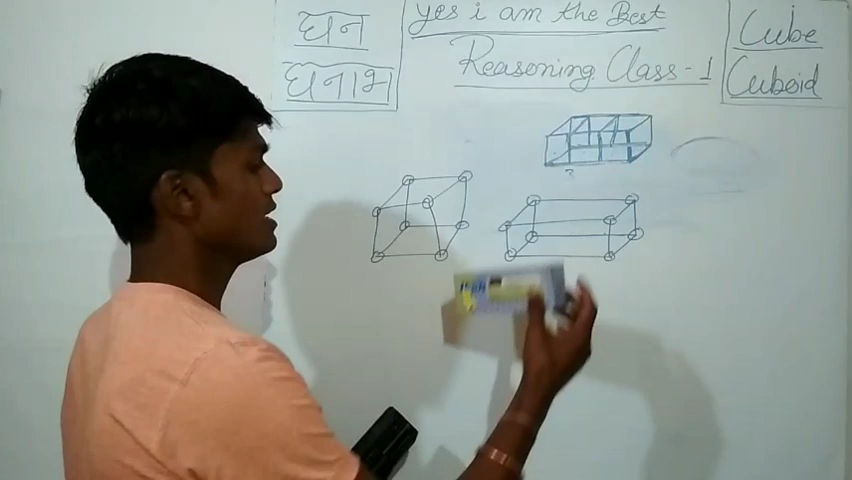 घन
घनाभ
yes i am the Best
Reasoning Class-1
Cube
Cuboid
?